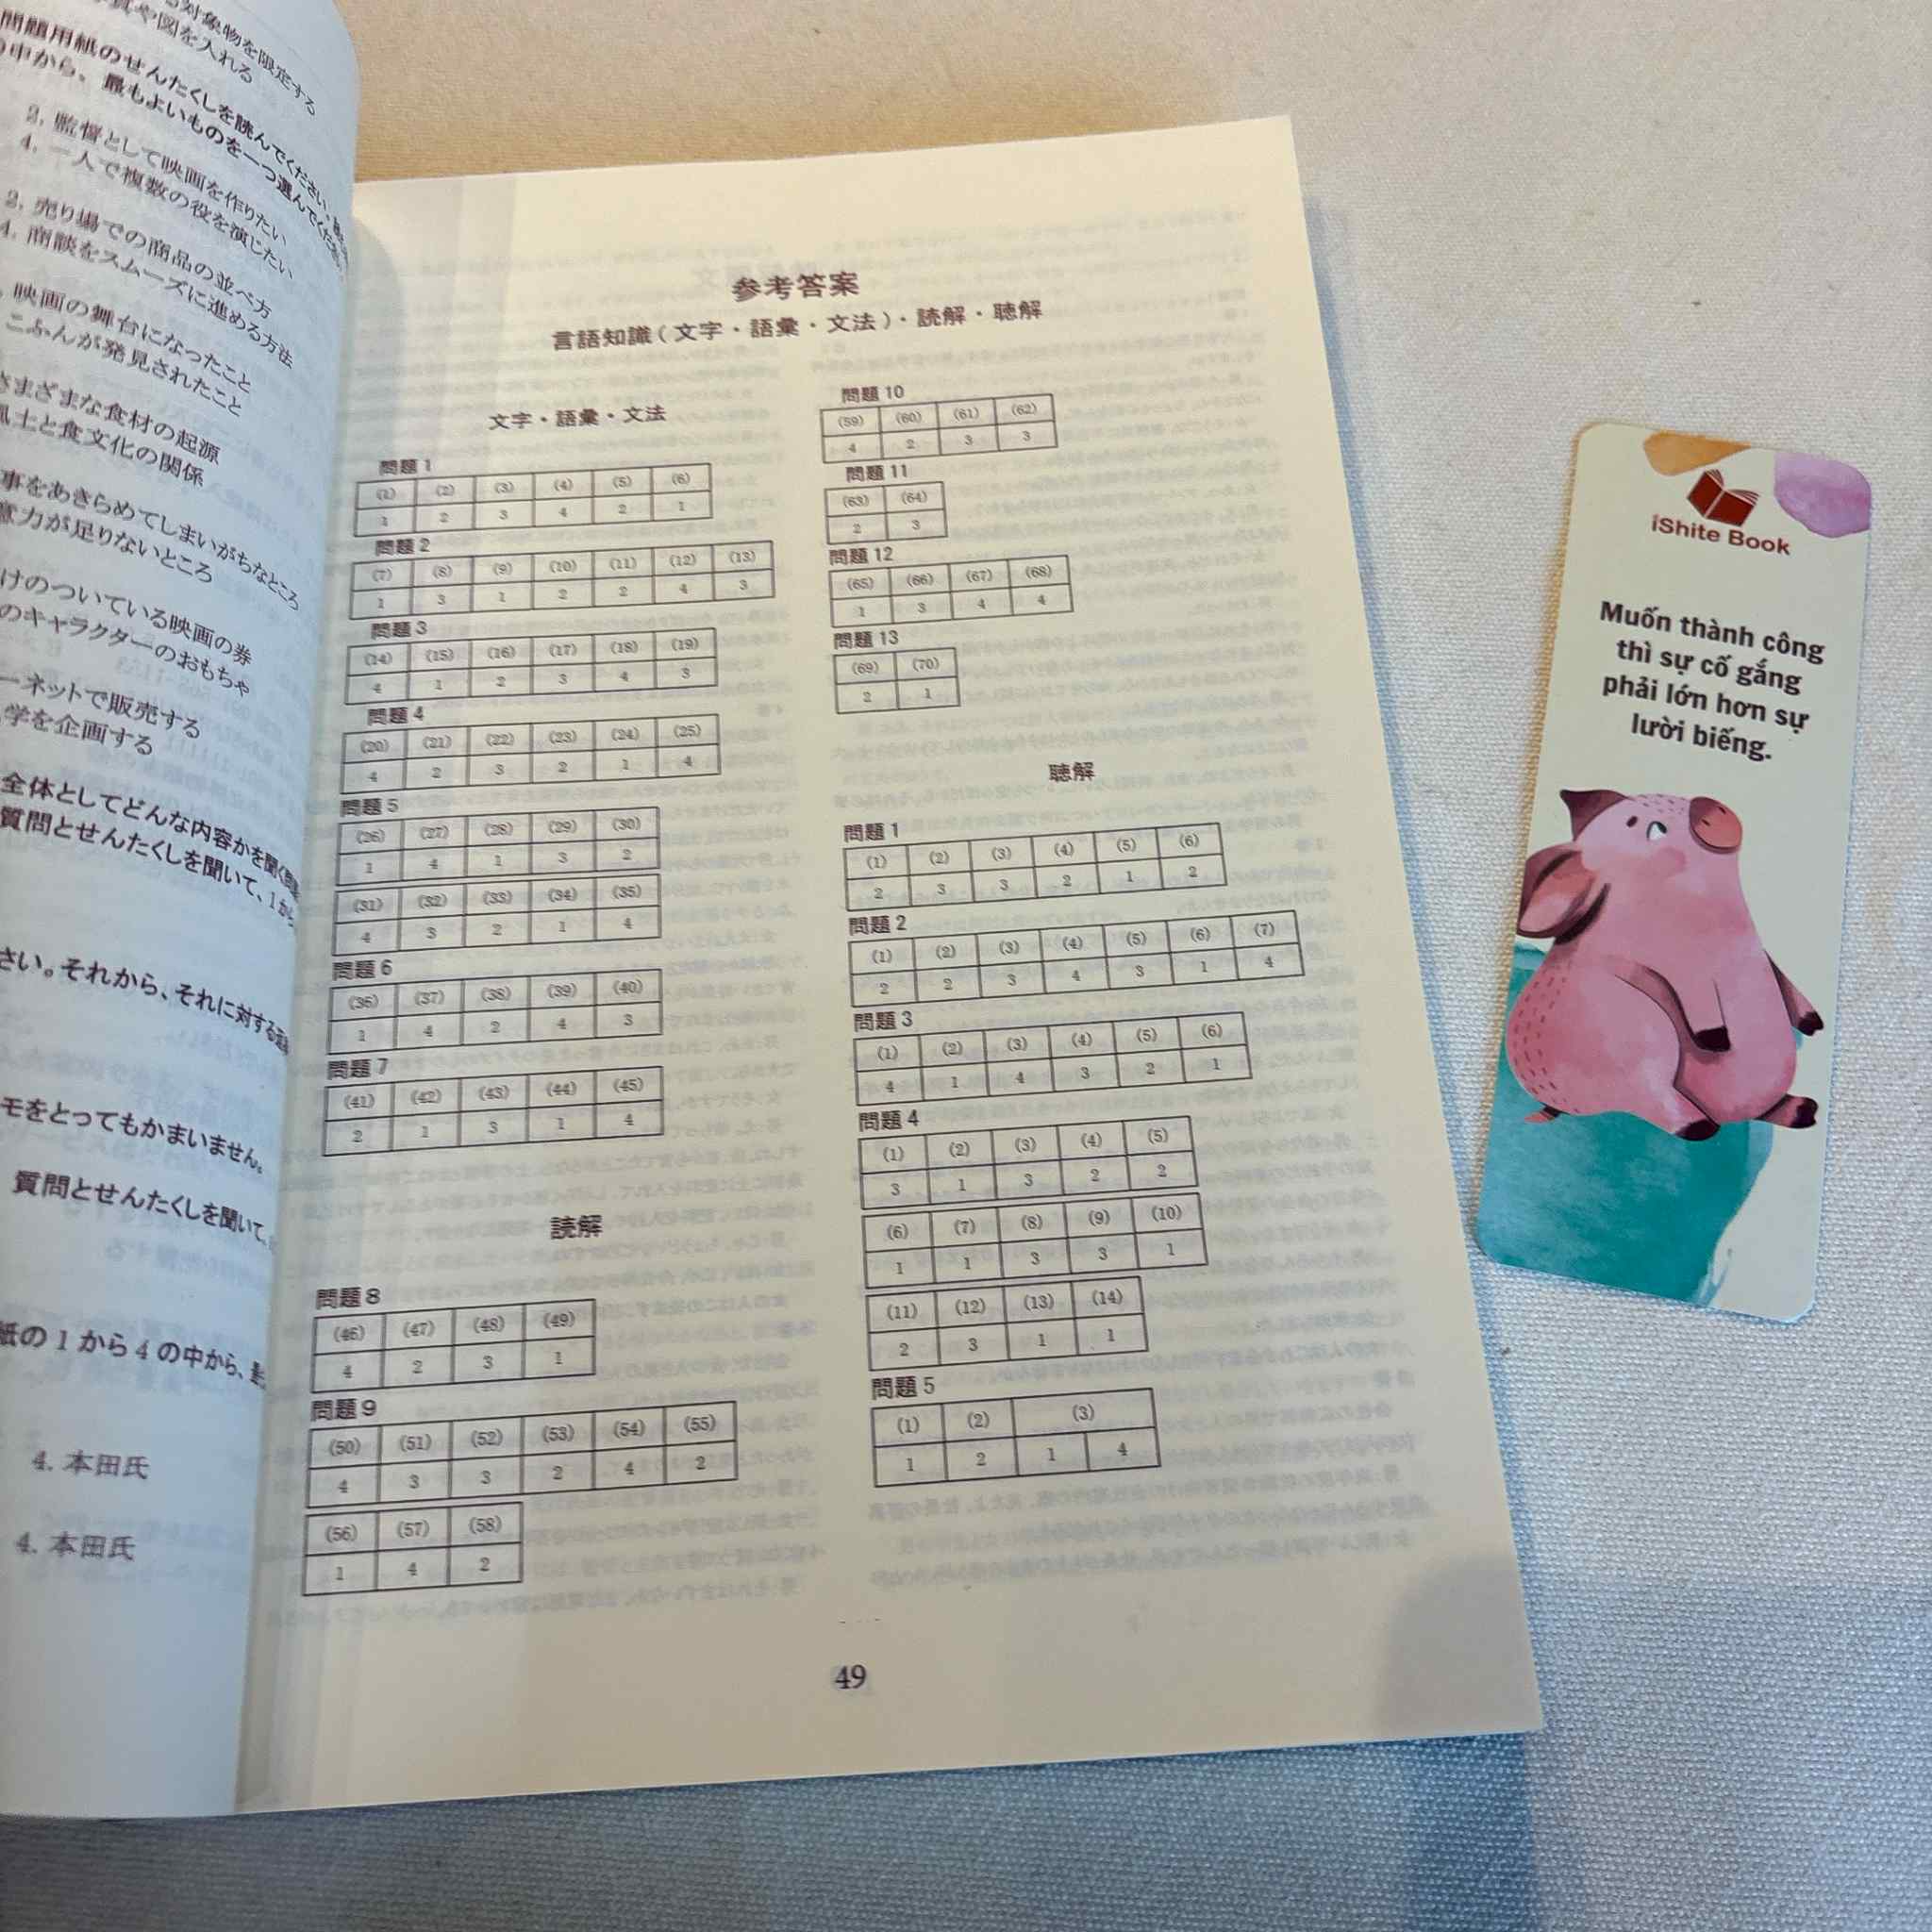 る対象物を限定する
や図を入れる
問題用紙のせんたくしを読んでください。
中から、最もよいものを一つ選んでください。
2. 監督として映画を作りたい
4. 一人で複数の役を演じたい
2. 売り場での商品の並べ方
4. 商談をスムーズに進める方法
映画の舞台になったこと
こふんが発見されたこと
さまざまな食材の起源
風土と食文化の関係
事をあきらめてしまいがちなところ
意力が足りないところ
けのついている映画の券
のキャラクターのおもちゃ
ーネットで販売する
学を企画する
全体としてどんな内容かを聞く問題
質問とせんたくしを聞いて、1から
さい。それから、それに対する
モをとってもかまいません。
質問とせんたくしを聞いて、
紙の 1 から 4 の中から、最
4. 本田氏
4. 本田氏
参考答案
言語知識(文字・語彙・文法)・読解・聴解
文字・語彙・文法
問題 1
(1) (2) (3) (4) (5) (6)
1 2 3 4 2 1
問題 2
(7) (8) (9) (10) (11) (12) (13)
1 3 1 2 2 4 3
問題 3
(14) (15) (16) (17) (18) (19)
4 1 2 3 4 3
問題 4
(20) (21) (22) (23) (24) (25)
4 2 3 2 1 4
問題 5
(26) (27) (28) (29) (30)
1 4 1 3 2
(31) (32) (33) (34) (35)
4 3 2 1 4
問題 6
(36) (37) (38) (39) (40)
1 4 2 4 3
問題 7
(41) (42) (43) (44) (45)
2 1 3 1 4
読解
問題 8
(46) (47) (48) (49)
4 2 3 1
問題 9
(50) (51) (52) (53) (54) (55)
4 3 3 2 4 2
(56) (57) (58)
1 4 2
問題 10
(59) (60) (61) (62)
4 2 3 3
問題 11
(63) (64)
2 3
問題 12
(65) (66) (67) (68)
1 3 4 4
問題 13
(69) (70)
2 1
聴解
問題 1
(1) (2) (3) (4) (5) (6)
2 3 3 2 1 2
問題 2
(1) (2) (3) (4) (5) (6) (7)
2 2 3 4 3 1 4
問題 3
(1) (2) (3) (4) (5) (6)
4 1 4 3 2 1
問題 4
(1) (2) (3) (4) (5)
3 1 3 2 2
(6) (7) (8) (9) (10)
1 1 3 3 1
(11) (12) (13) (14)
2 3 1 1
問題 5
(1) (2) (3)
1 2 1 4
49
iShite Book
Muốn thành công
thì sự cố gắng
phải lớn hơn sự
lười biếng.